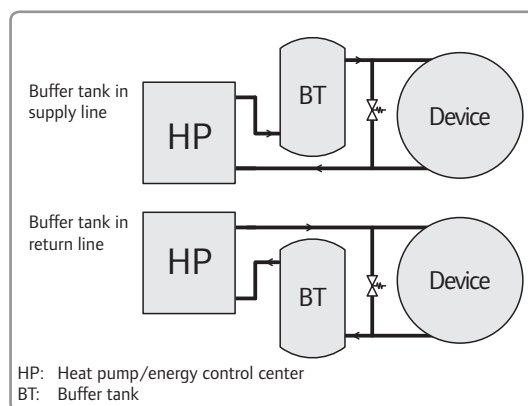 Buffer tank in
supply line
HP
BT
Device
Buffer tank in
return line
HP
BT
Device
HP: Heat pump/energy control center
BT: Buffer tank